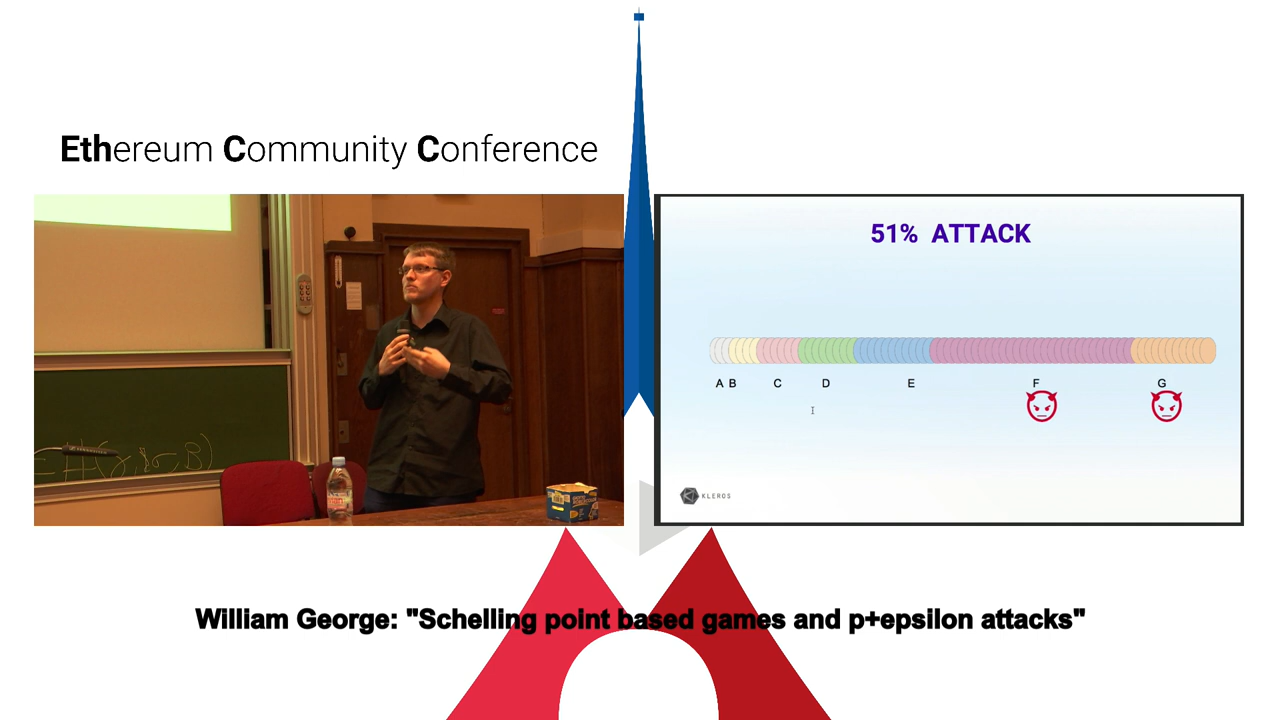 Ethereum Community Conference
51% ATTACK
A B C D E F G
KLEROS
William George: "Schelling point based games and p+epsilon attacks"